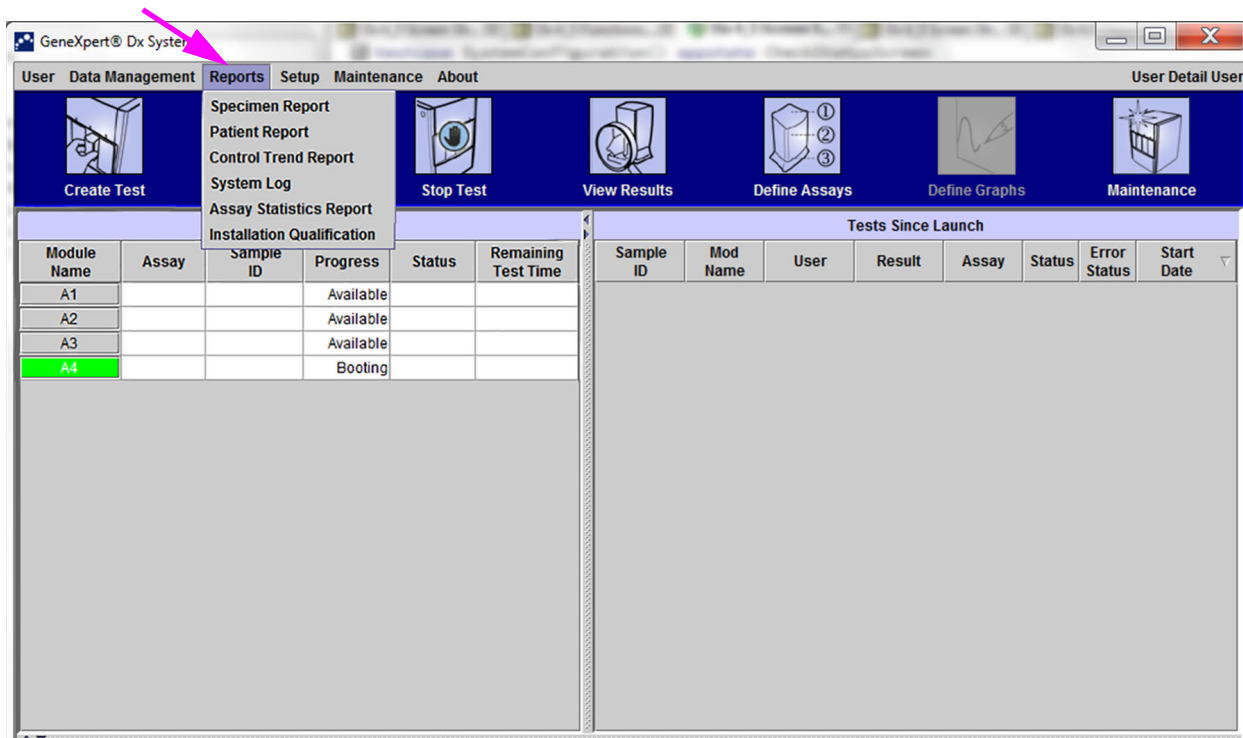 GeneXpert® Dx System
User Data Management Reports Setup Maintenance About User Detail User
Specimen Report
Patient Report
Control Trend Report
System Log
Assay Statistics Report
Installation Qualification
Create Test Stop Test View Results Define Assays Define Graphs Maintenance
①
②
③
Tests Since Launch
Module Name Assay Sample ID Progress Status Remaining Test Time
Sample ID Mod Name User Result Assay Status Error Status Start Date
A1 Available
A2 Available
A3 Available
A4 Booting